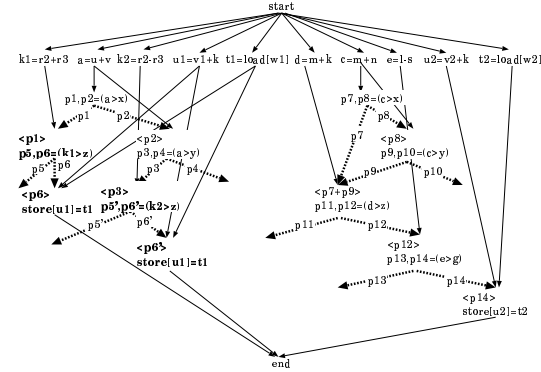 start
k1=r2+r3 a=u+v k2=r2-r3 u1=v1+k t1=load[w1] d=m+k c=m+n e=l-s u2=v2+k t2=load[w2]
p1,p2=(a>x) p7,p8=(c>x)
p1 p2 p7 p8
<p1> <p2> <p8>
p5,p6=(k1>z) p3,p4=(a>y) p9,p10=(c>y)
p5 p6 p3 p4 p9 p10
<p6> <p3> <p7+p9>
store[u1]=t1 p5',p6'=(k2>z) p11,p12=(d>z)
p5' p6' p11 p12
<p6'> <p12>
store[u1]=t1 p13,p14=(e>g)
p13 p14
<p14>
store[u2]=t2
end